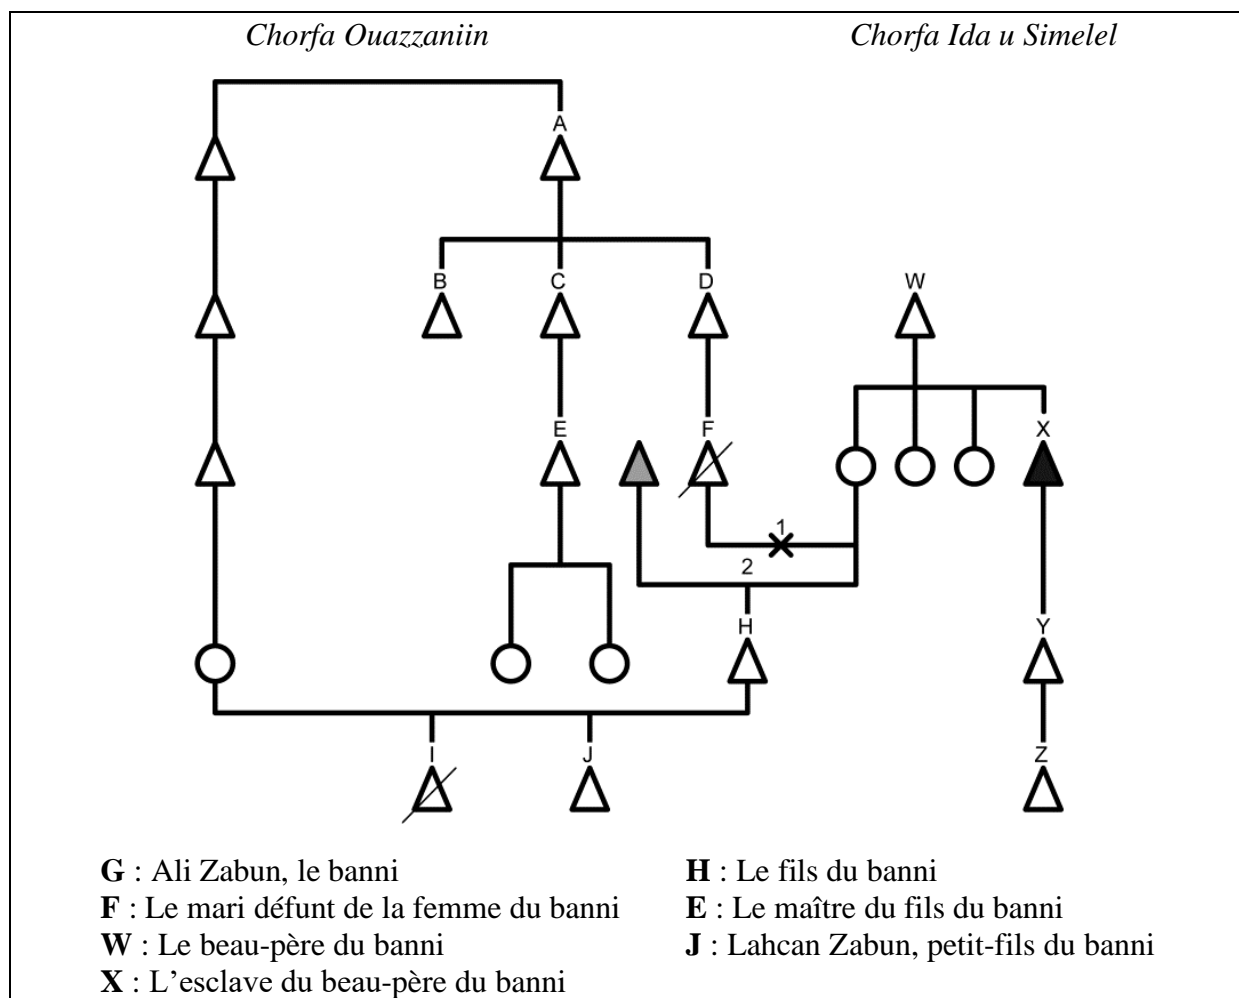 Chorfa Ouazzaniin Chorfa Ida u Simelel
A
B C D W
E F X
1
2
H Y
I J Z
G : Ali Zabun, le banni H : Le fils du banni
F : Le mari défunt de la femme du banni E : Le maître du fils du banni
W : Le beau-père du banni J : Lahcan Zabun, petit-fils du banni
X : L’esclave du beau-père du banni